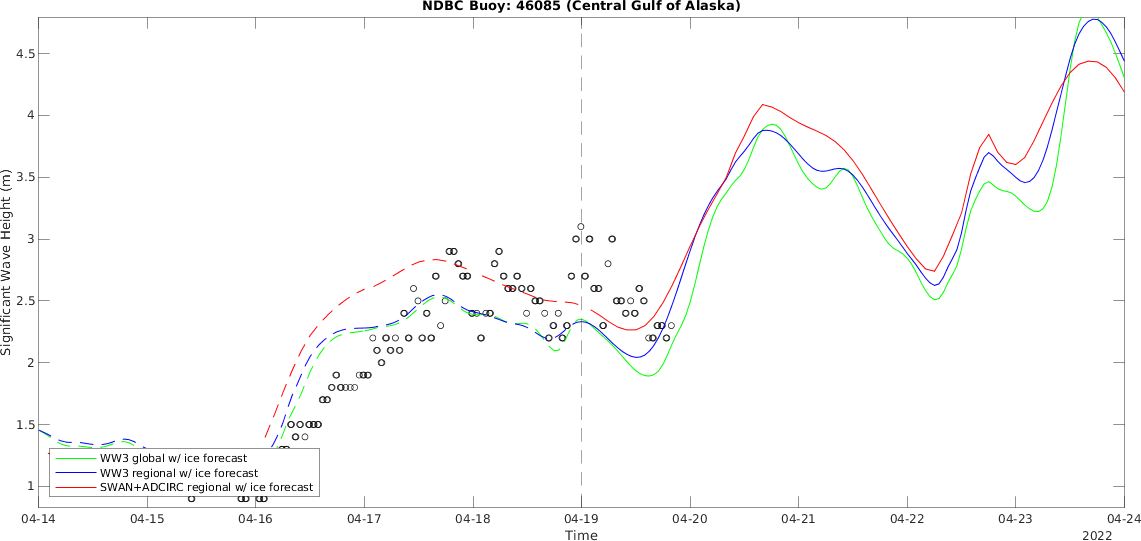 NDBC Buoy: 46085 (Central Gulf of Alaska)
Significant Wave Height (m)
4.5
4
3.5
3
2.5
2
1.5
1
WW3 global w/ ice forecast
WW3 regional w/ ice forecast
SWAN+ADCIRC regional w/ ice forecast
04-14 04-15 04-16 04-17 04-18 04-19 04-20 04-21 04-22 04-23 04-24
Time
2022